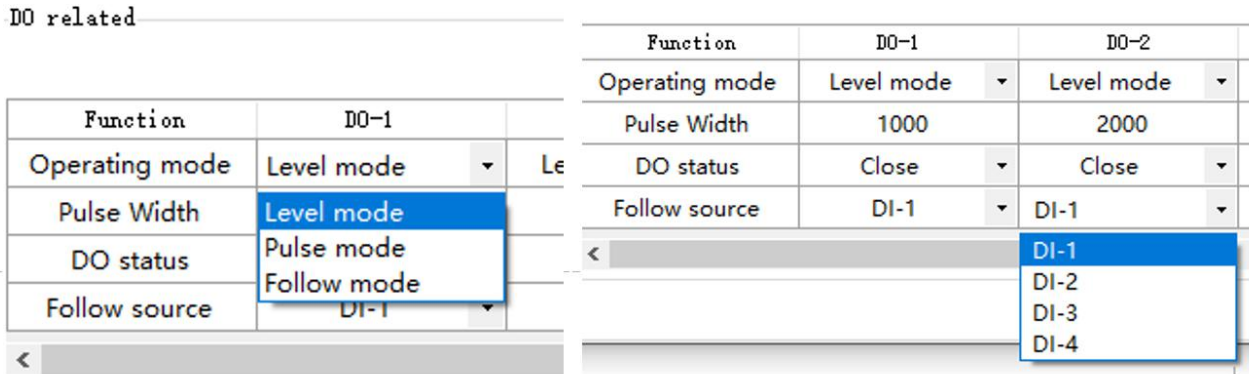 DO related
Function DO-1
Operating mode Level mode Le
Pulse Width Level mode
Pulse mode
DO status
Follow mode
Follow source DI-1
Function DO-1 DO-2
Operating mode Level mode Level mode
Pulse Width 1000 2000
DO status Close Close
Follow source DI-1 DI-1
DI-1
DI-2
DI-3
DI-4